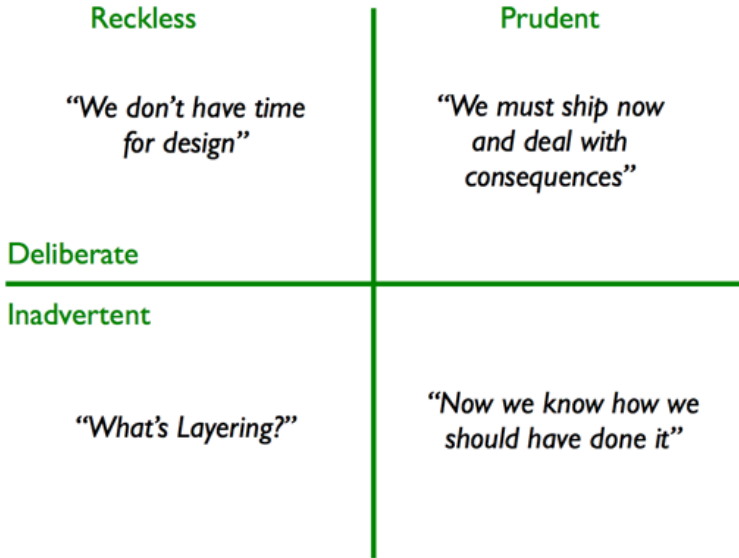 Reckless
Prudent
“We don’t have time
for design”
“We must ship now
and deal with
consequences”
Deliberate
Inadvertent
“What’s Layering?”
“Now we know how we
should have done it”